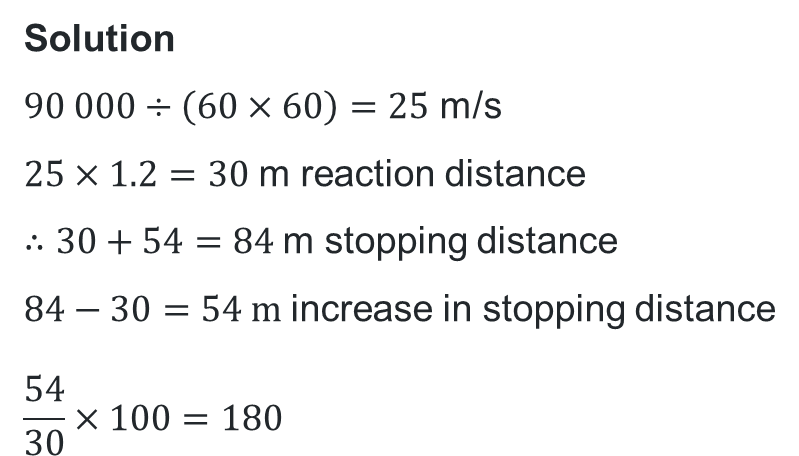 Solution
90 000 ÷ (60 × 60) = 25 m/s
25 × 1.2 = 30 m reaction distance
∴ 30 + 54 = 84 m stopping distance
84 − 30 = 54 m increase in stopping distance
54/30 × 100 = 180